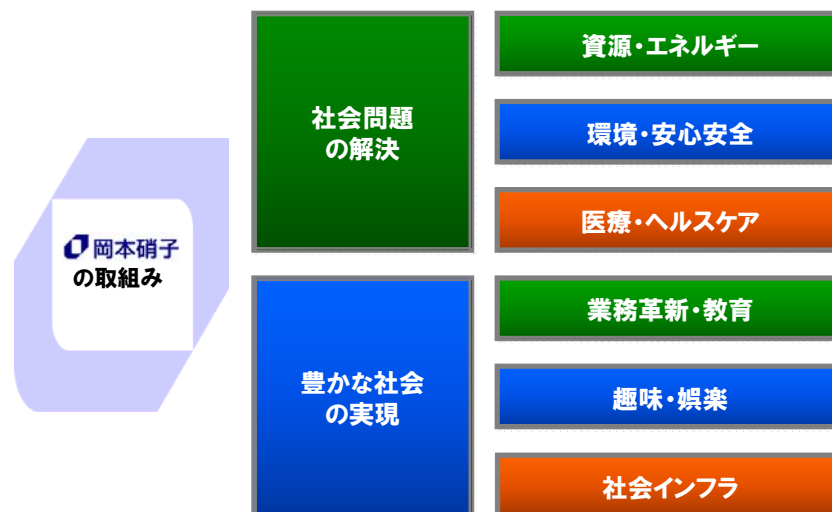 岡本硝子
の取組み
社会問題
の解決
資源・エネルギー
環境・安心安全
医療・ヘルスケア
豊かな社会
の実現
業務革新・教育
趣味・娯楽
社会インフラ